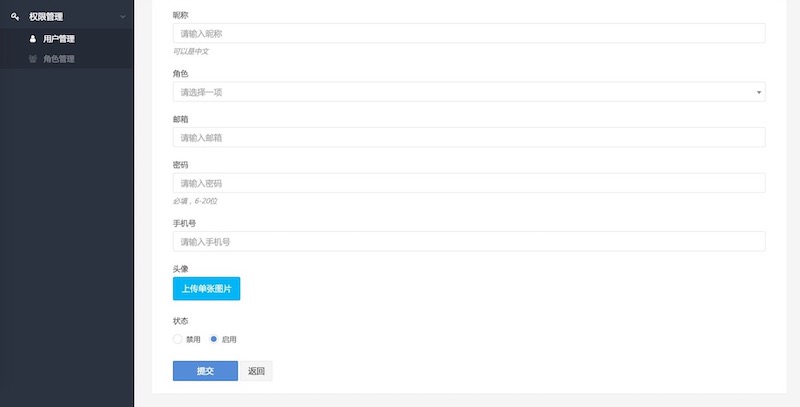 权限管理
用户管理
角色管理
昵称
请输入昵称
可以是中文
角色
请选择一项
邮箱
请输入邮箱
密码
请输入密码
必填，6-20位
手机号
请输入手机号
头像
上传单张图片
状态
禁用 启用
提交 返回